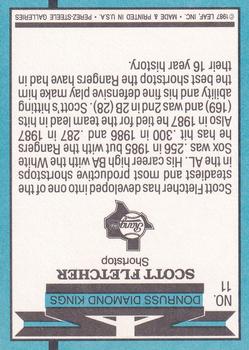 DONRUSS DIAMOND KINGS
NO.
11
SCOTT FLETCHER
Shortstop
Rangers
Scott Fletcher has developed into one of the
steadiest and most productive shortstops
in the AL. His career high BA with the White
Sox was .256 in 1985 but with the Rangers
he has hit .300 in 1986 and .287 in 1987
Also in 1987 he tied for the team lead in hits
(169) and was 2nd in 2B (28). Scott's hitting
ability and his fine defensive play make him
the best shortstop the Rangers have had in
their 16 year history.
© 1987 LEAF, INC. • MADE & PRINTED IN U.S.A. • PEREZ-STEELE GALLERIES